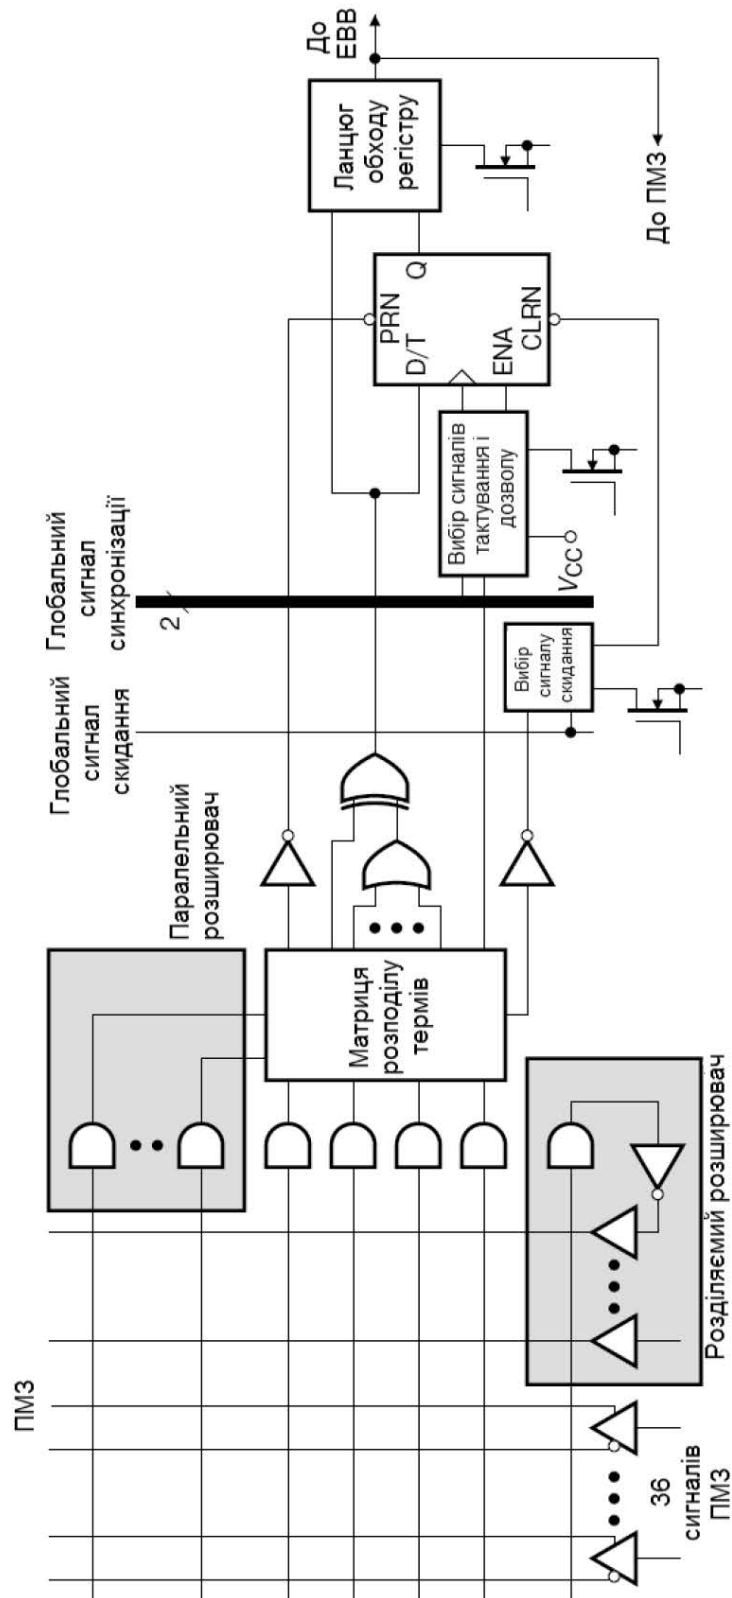 ПМЗ
36
сигналів
ПМЗ
Розділяємий розширювач
Паралельний
розширювач
Матриця
розподілу
термів
Глобальний
сигнал
скидання
Глобальний
сигнал
синхронізації
2
Вибір
сигналу
скидання
Вибір сигналів
тактування і
дозволу
VCC
PRN
D/T
Q
ENA
CLRN
Ланцюг
обходу
регістру
До
ЕВВ
До ПМЗ